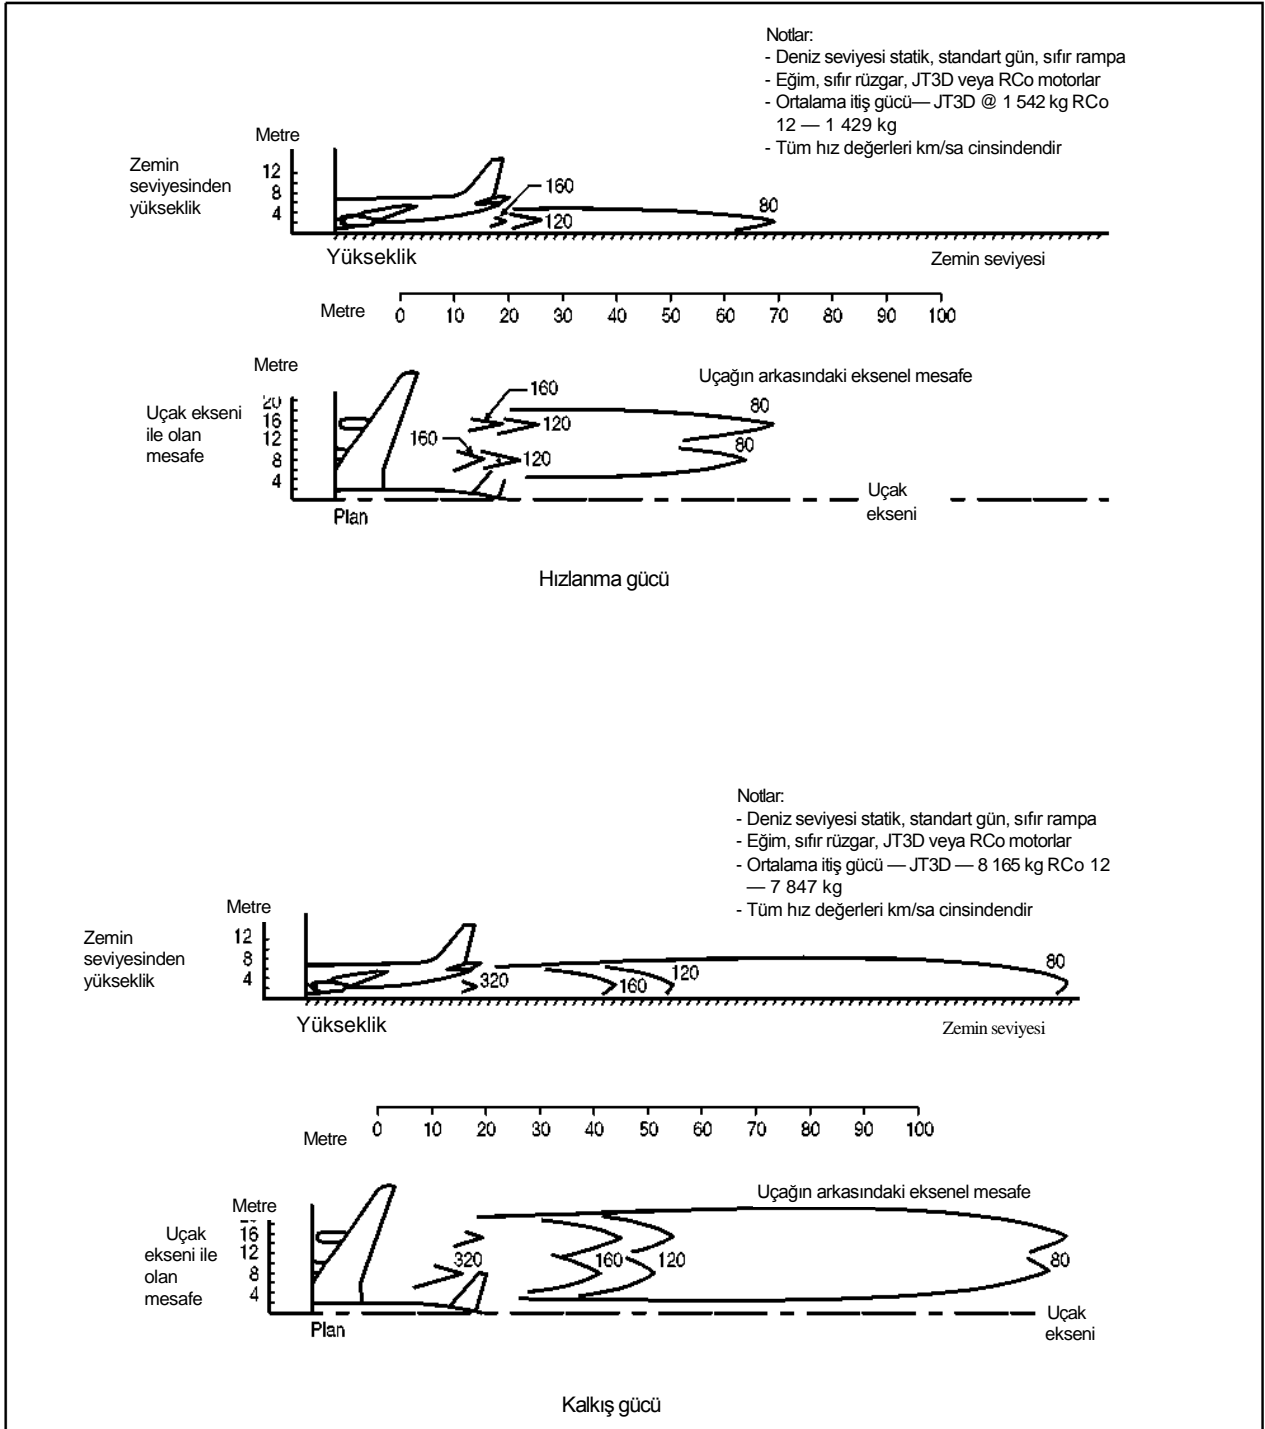 Notlar:
- Deniz seviyesi statik, standart gün, sıfır rampa
- Eğim, sıfır rüzgar, JT3D veya RCo motorlar
- Ortalama itiş gücü— JT3D @ 1 542 kg RCo
12 — 1 429 kg
- Tüm hız değerleri km/sa cinsindendir
Metre
Zemin
seviyesinden
yükseklik
12
8
4
160
120
80
Yükseklik
Zemin seviyesi
Metre
0 10 20 30 40 50 60 70 80 90 100
Metre
Uçağın arkasındaki eksenel mesafe
Uçak ekseni
ile olan
mesafe
20
16
12
8
4
160
120
80
160
120
80
Uçak
ekseni
Plan
Hızlanma gücü
Notlar:
- Deniz seviyesi statik, standart gün, sıfır rampa
- Eğim, sıfır rüzgar, JT3D veya RCo motorlar
- Ortalama itiş gücü — JT3D — 8 165 kg RCo 12
— 7 847 kg
- Tüm hız değerleri km/sa cinsindendir
Metre
Zemin
seviyesinden
yükseklik
12
8
4
320
160
120
80
Yükseklik
Zemin seviyesi
Metre
0 10 20 30 40 50 60 70 80 90 100
Metre
Uçağın arkasındaki eksenel mesafe
Uçak
ekseni ile
olan
mesafe
16
12
8
4
320
160
120
80
Uçak
ekseni
Plan
Kalkış gücü